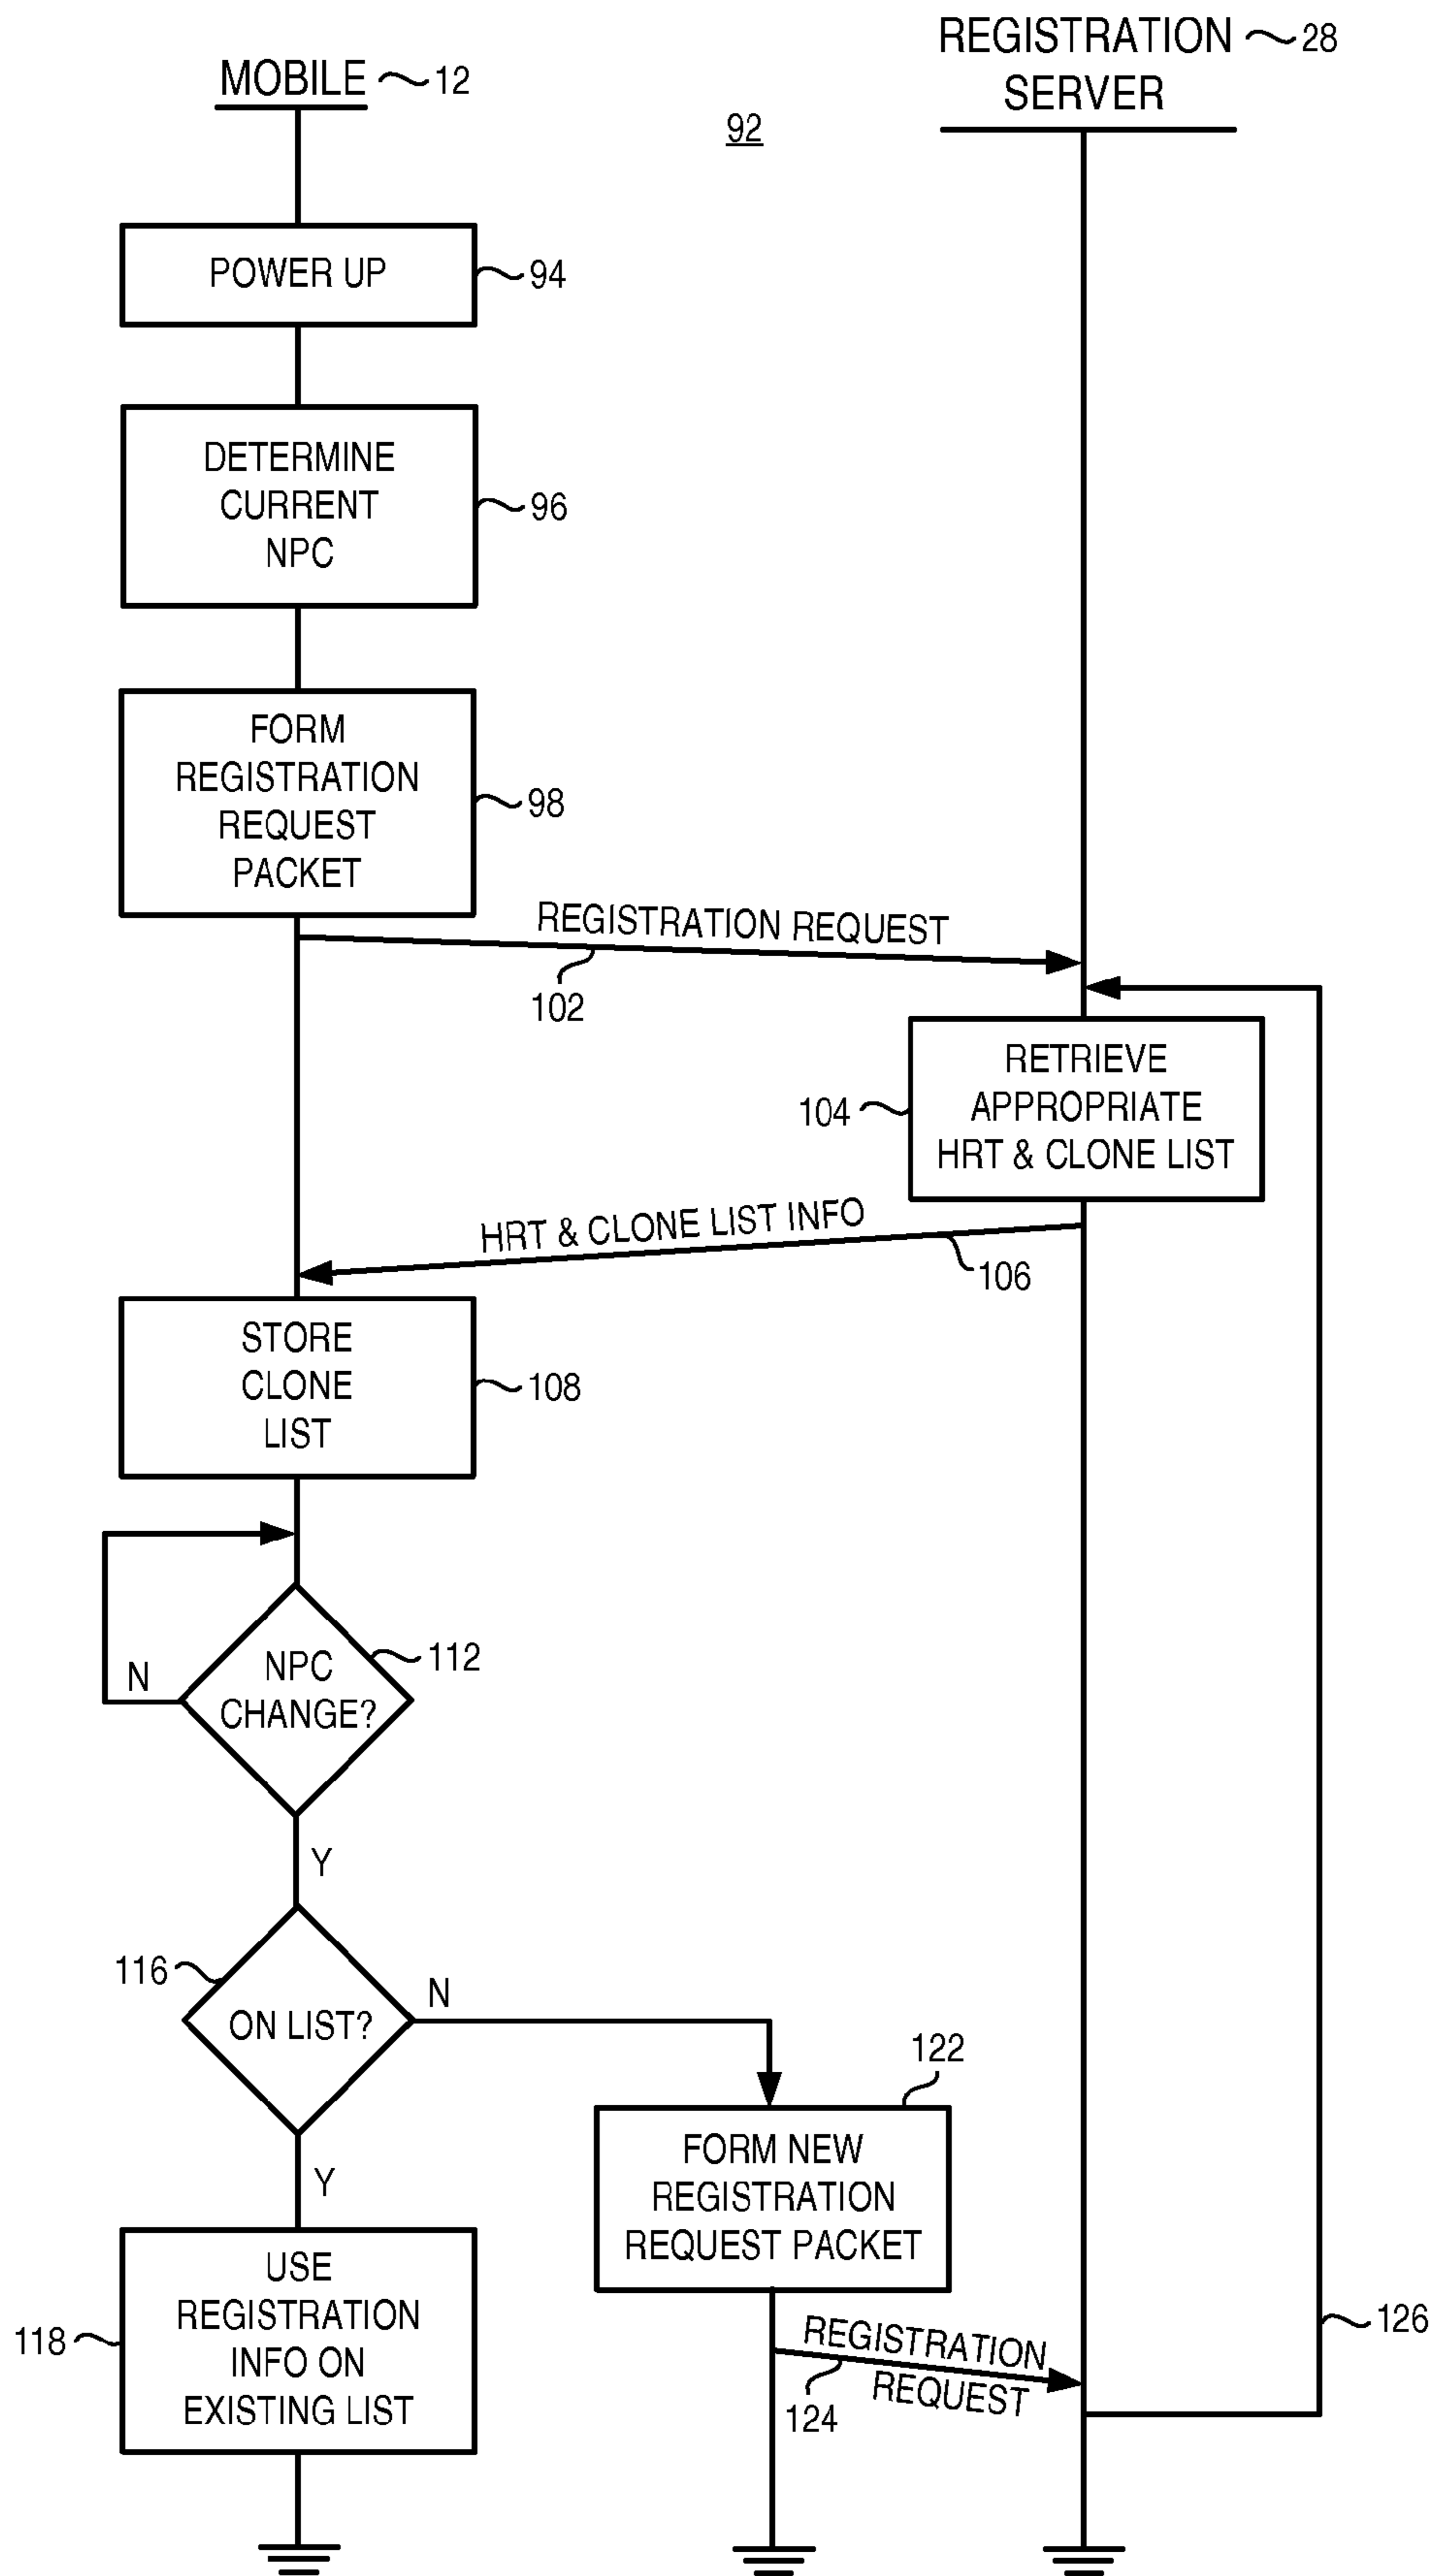 REGISTRATION 28
SERVER
MOBILE 12
92
POWER UP
94
DETERMINE
CURRENT
NPC
96
FORM
REGISTRATION
REQUEST
PACKET
98
REGISTRATION REQUEST
102
RETRIEVE
APPROPRIATE
HRT & CLONE LIST
104
HRT & CLONE LIST INFO
106
STORE
CLONE
LIST
108
NPC
CHANGE?
112
N
Y
116
ON LIST?
N
122
FORM NEW
REGISTRATION
REQUEST PACKET
Y
USE
REGISTRATION
INFO ON
EXISTING LIST
118
REGISTRATION
REQUEST
124
126